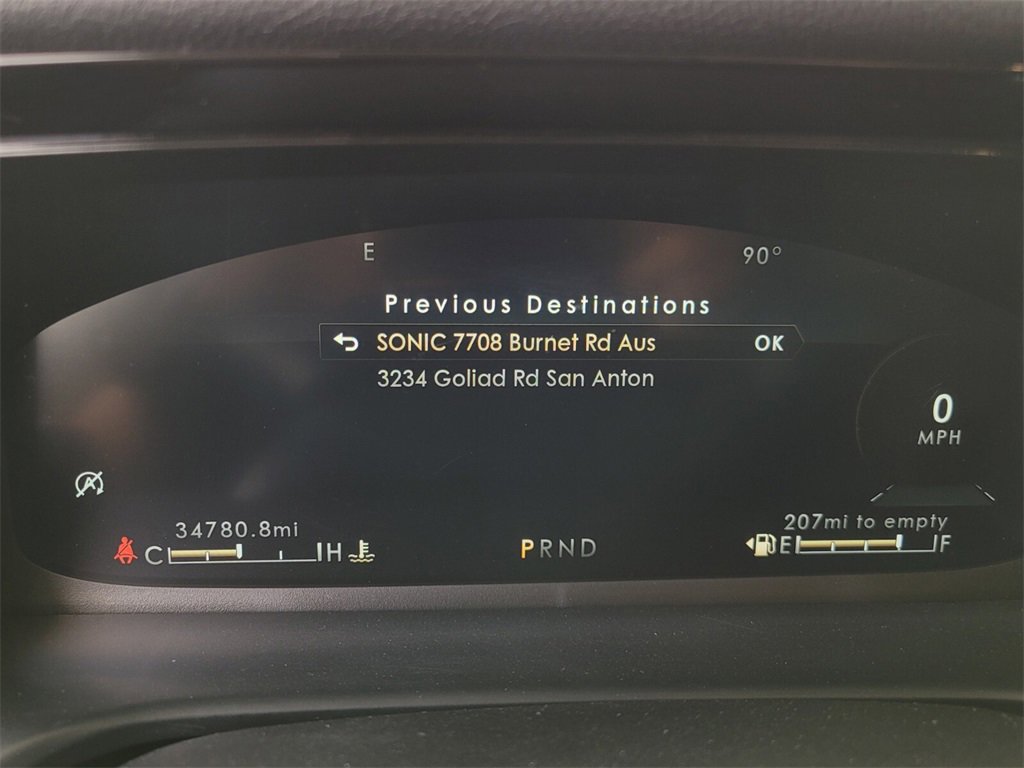 E 90°
Previous Destinations
SONIC 7708 Burnet Rd Aus OK
3234 Goliad Rd San Anton
0
MPH
A
34780.8mi 207mi to empty
C H PRND E F